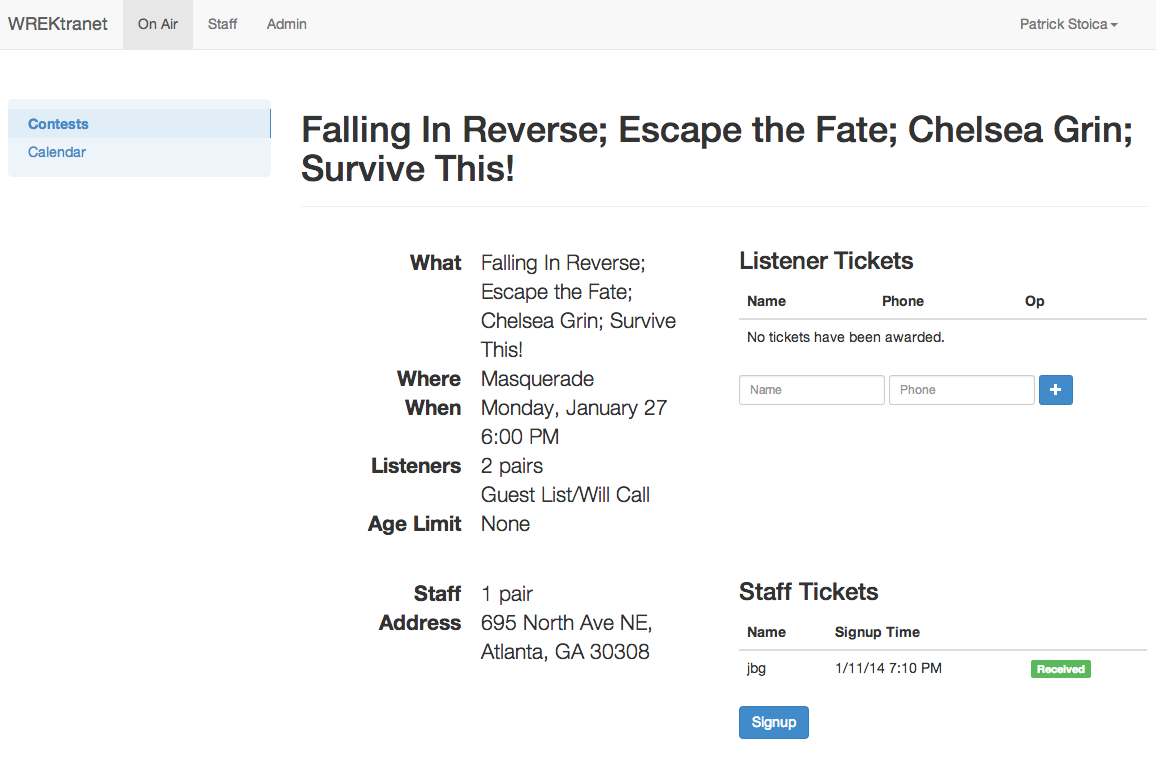 WREKtranet On Air Staff Admin Patrick Stoica
Contests
Calendar
Falling In Reverse; Escape the Fate; Chelsea Grin;
Survive This!
What Falling In Reverse;
Escape the Fate;
Chelsea Grin; Survive
This!
Where Masquerade
When Monday, January 27
6:00 PM
Listeners 2 pairs
Guest List/Will Call
Age Limit None
Listener Tickets
Name Phone Op
No tickets have been awarded.
Name Phone +
Staff 1 pair
Address 695 North Ave NE,
Atlanta, GA 30308
Staff Tickets
Name Signup Time
jbg 1/11/14 7:10 PM Received
Signup